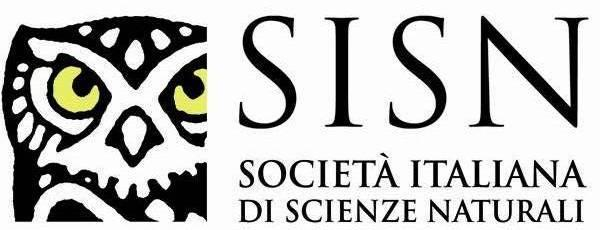 SISN
SOCIETÀ ITALIANA
DI SCIENZE NATURALI